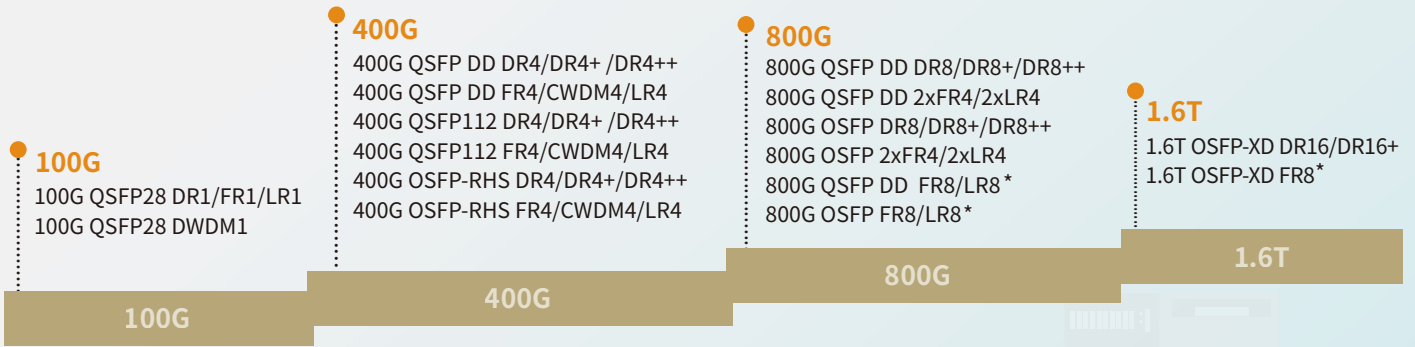 100G
100G QSFP28 DR1/FR1/LR1
100G QSFP28 DWDM1
400G
400G QSFP DD DR4/DR4+ /DR4++
400G QSFP DD FR4/CWDM4/LR4
400G QSFP112 DR4/DR4+ /DR4++
400G QSFP112 FR4/CWDM4/LR4
400G OSFP-RHS DR4/DR4+/DR4++
400G OSFP-RHS FR4/CWDM4/LR4
800G
800G QSFP DD DR8/DR8+/DR8++
800G QSFP DD 2xFR4/2xLR4
800G OSFP DR8/DR8+/DR8++
800G OSFP 2xFR4/2xLR4
800G QSFP DD FR8/LR8*
800G OSFP FR8/LR8*
1.6T
1.6T OSFP-XD DR16/DR16+
1.6T OSFP-XD FR8*
100G
400G
800G
1.6T